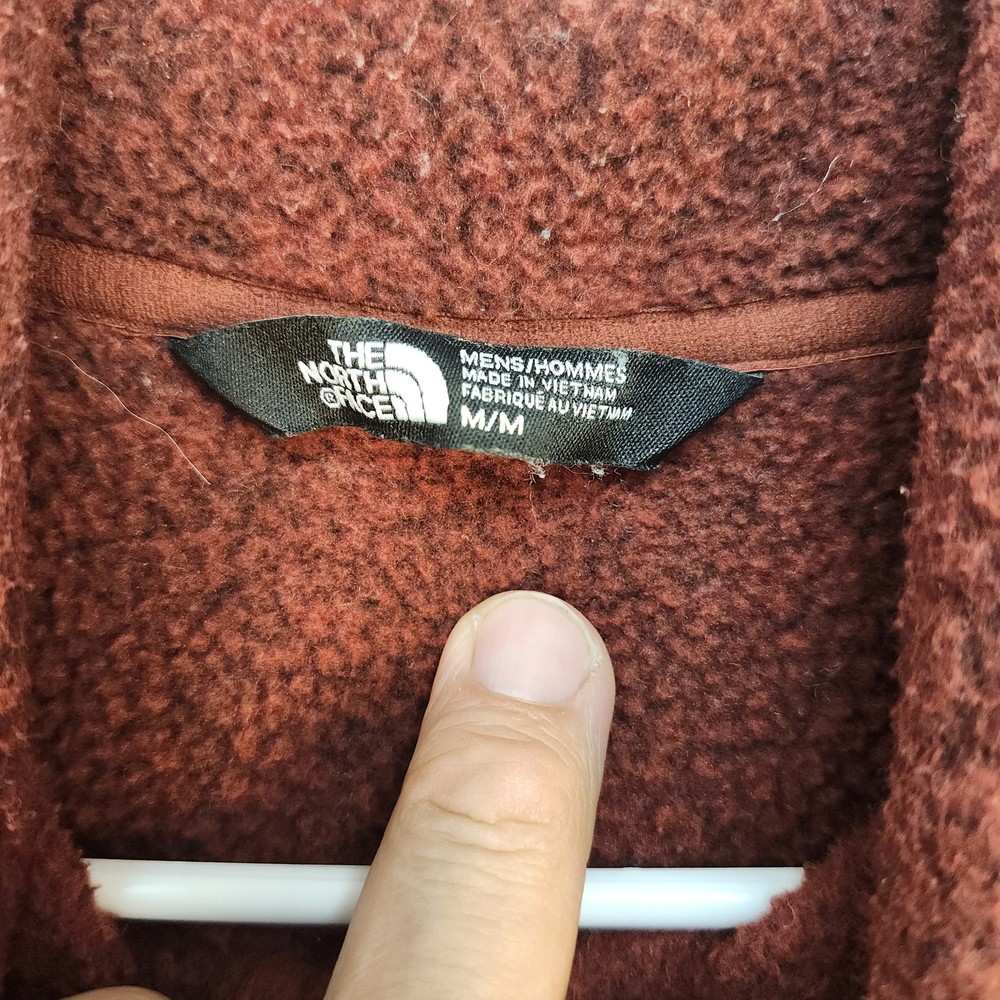 THE
NORTH
FACE®
MENS/HOMMES
MADE IN VIETNAM
FABRIQUÉ AU VIETNAM
M/M